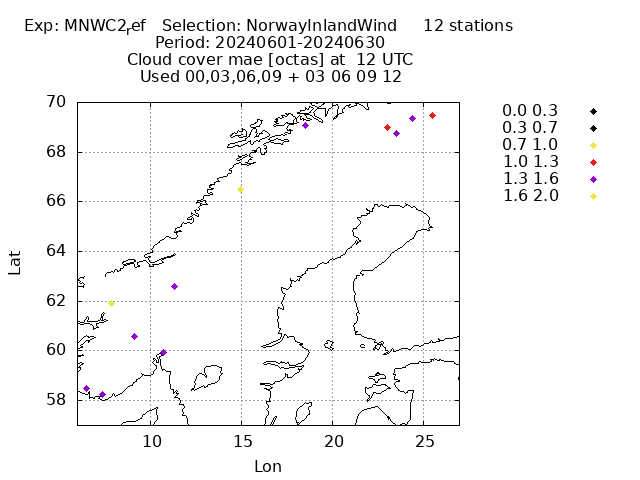 Exp: MNWC2ref Selection: NorwayInlandWind 12 stations
Period: 20240601-20240630
Cloud cover mae [octas] at 12 UTC
Used 00,03,06,09 + 03 06 09 12
0.0 0.3
0.3 0.7
0.7 1.0
1.0 1.3
1.3 1.6
1.6 2.0
70
68
66
64
62
60
58
Lat
10 15 20 25
Lon